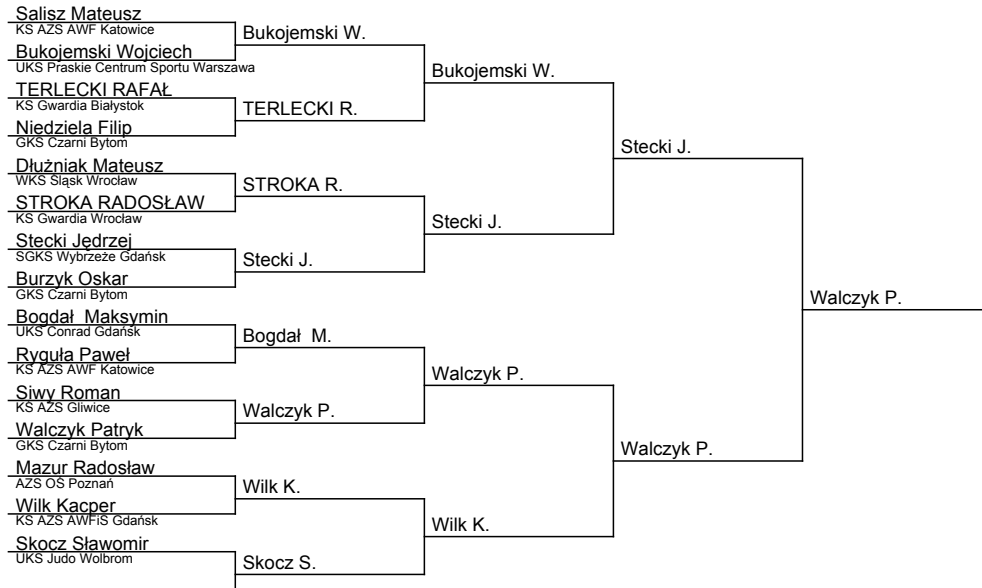 Salisz Mateusz
KS AZS AWF Katowice
Bukojemski Wojciech
UKS Praskie Centrum Sportu Warszawa
TERLECKI RAFAŁ
KS Gwardia Białystok
Niedziela Filip
GKS Czarni Bytom
Dłużniak Mateusz
WKS Śląsk Wrocław
STROKA RADOSŁAW
KS Gwardia Wrocław
Stecki Jędrzej
SGKS Wybrzeże Gdańsk
Burzyk Oskar
GKS Czarni Bytom
Bogdał  Maksymin
UKS Conrad Gdańsk
Ryguła Paweł
KS AZS AWF Katowice
Siwy Roman
KS AZS Gliwice
Walczyk Patryk
GKS Czarni Bytom
Mazur Radosław
AZS OŚ Poznań
Wilk Kacper
KS AZS AWFiS Gdańsk
Skocz Sławomir
UKS Judo Wolbrom
Bukojemski W.
TERLECKI R.
STROKA R.
Stecki J.
Bogdał  M.
Walczyk P.
Wilk K.
Skocz S.
Bukojemski W.
Stecki J.
Walczyk P.
Wilk K.
Stecki J.
Walczyk P.
Walczyk P.